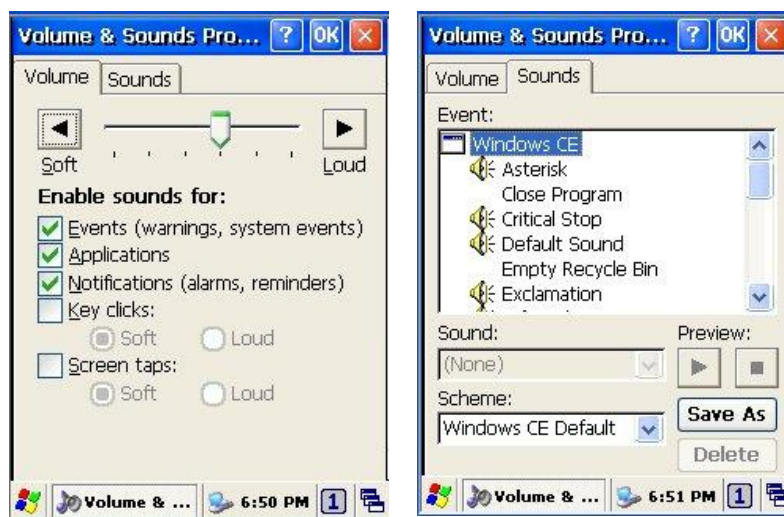 Volume & Sounds Pro... ? OK
Volume Sounds
Soft Loud
Enable sounds for:
Events (warnings, system events)
Applications
Notifications (alarms, reminders)
Key clicks:
Soft Loud
Screen taps:
Soft Loud
Volume & ... 6:50 PM 1
Volume & Sounds Pro... ? OK
Volume Sounds
Event:
Windows CE
Asterisk
Close Program
Critical Stop
Default Sound
Empty Recycle Bin
Exclamation
Sound: Preview:
(None)
Scheme:
Windows CE Default Save As
Delete
Volume & ... 6:51 PM 1